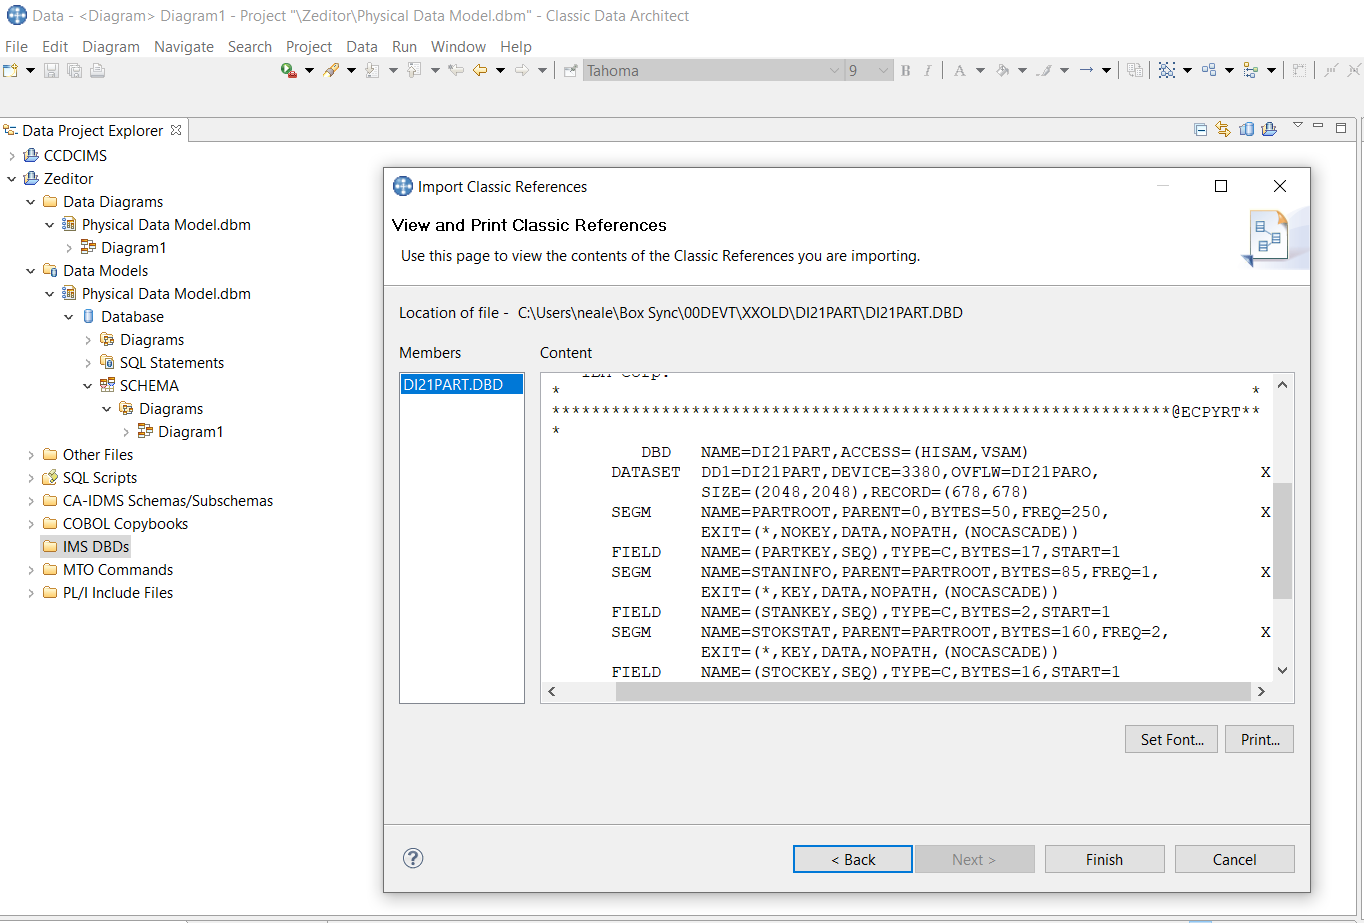 Data - <Diagram> Diagram1 - Project "\Zeditor\Physical Data Model.dbm" - Classic Data Architect
File Edit Diagram Navigate Search Project Data Run Window Help
Tahoma 9 B I A
Data Project Explorer
CCDCIMS
Zeditor
Data Diagrams
Physical Data Model.dbm
Diagram1
Data Models
Physical Data Model.dbm
Database
Diagrams
SQL Statements
SCHEMA
Diagrams
Diagram1
Other Files
SQL Scripts
CA-IDMS Schemas/Subschemas
COBOL Copybooks
IMS DBDs
MTO Commands
PL/I Include Files
Import Classic References
View and Print Classic References
Use this page to view the contents of the Classic References you are importing.
Location of file - C:\Users\neale\Box Sync\00DEVT\XXOLD\DI21PART\DI21PART.DBD
Members Content
DI21PART.DBD
IBM Corp.
* *
**************************************************************@ECPYRT**
*
DBD NAME=DI21PART,ACCESS=(HISAM,VSAM)
DATASET DD1=DI21PART,DEVICE=3380,OVFLW=DI21PARO, X
SIZE=(2048,2048),RECORD=(678,678)
SEGM NAME=PARTROOT,PARENT=0,BYTES=50,FREQ=250, X
EXIT=(*,NOKEY,DATA,NOPATH,(NOCASCADE))
FIELD NAME=(PARTKEY,SEQ),TYPE=C,BYTES=17,START=1
SEGM NAME=STANINFO,PARENT=PARTROOT,BYTES=85,FREQ=1, X
EXIT=(*,KEY,DATA,NOPATH,(NOCASCADE))
FIELD NAME=(STANKEY,SEQ),TYPE=C,BYTES=2,START=1
SEGM NAME=STOKSTAT,PARENT=PARTROOT,BYTES=160,FREQ=2, X
EXIT=(*,KEY,DATA,NOPATH,(NOCASCADE))
FIELD NAME=(STOCKEY,SEQ),TYPE=C,BYTES=16,START=1
Set Font... Print...
? < Back Next > Finish Cancel